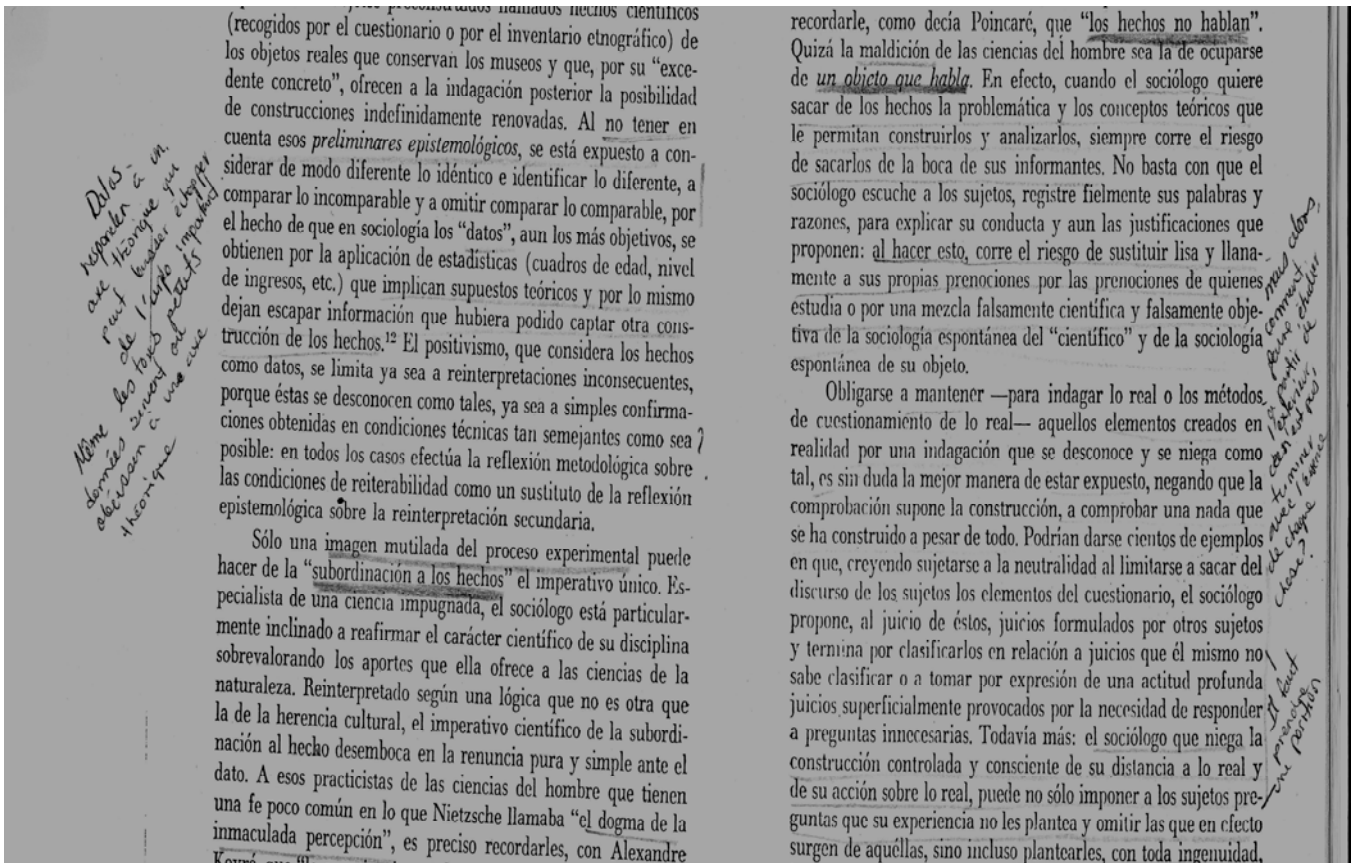 (recogidos por el cuestionario o por el inventario etnográfico) de
los objetos reales que conservan los museos y que, por su “exce-
dente concreto”, ofrecen a la indagación posterior la posibilidad
de construcciones indefinidamente renovadas. Al no tener en
cuenta esos preliminares epistemológicos, se está expuesto a con-
siderar de modo diferente lo idéntico e identificar lo diferente, a
comparar lo incomparable y a omitir comparar lo comparable, por
el hecho de que en sociología los “datos”, aun los más objetivos, se
obtienen por la aplicación de estadísticas (cuadros de edad, nivel
de ingresos, etc.) que implican supuestos teóricos y por lo mismo
dejan escapar información que hubiera podido captar otra cons-
trucción de los hechos.¹² El positivismo, que considera los hechos
como datos, se limita ya sea a reinterpretaciones inconsecuentes,
porque éstas se desconocen como tales, ya sea a simples confirma-
ciones obtenidas en condiciones técnicas tan semejantes como sea
posible: en todos los casos efectúa la reflexión metodológica sobre
las condiciones de reiterabilidad como un sustituto de la reflexión
epistemológica sobre la reinterpretación secundaria.
Sólo una imagen mutilada del proceso experimental puede
hacer de la “subordinación a los hechos” el imperativo único. Es-
pecialista de una ciencia impugnada, el sociólogo está particular-
mente inclinado a reafirmar el carácter científico de su disciplina
sobrevalorando los aportes que ella ofrece a las ciencias de la
naturaleza. Reinterpretado según una lógica que no es otra que
la de la herencia cultural, el imperativo científico de la subordi-
nación al hecho desemboca en la renuncia pura y simple ante el
dato. A esos practicistas de las ciencias del hombre que tienen
una fe poco común en lo que Nietzsche llamaba “el dogma de la
inmaculada percepción”, es preciso recordarles, con Alexandre
Datos
théorique que
peut
de
Même les
données servent ou
obéissen à une axe
théorique
recordarle, como decía Poincaré, que “los hechos no hablan”.
Quizá la maldición de las ciencias del hombre sea la de ocuparse
de un objeto que habla. En efecto, cuando el sociólogo quiere
sacar de los hechos la problemática y los conceptos teóricos que
le permitan construirlos y analizarlos, siempre corre el riesgo
de sacarlos de la boca de sus informantes. No basta con que el
sociólogo escuche a los sujetos, registre fielmente sus palabras y
razones, para explicar su conducta y aun las justificaciones que
proponen: al hacer esto, corre el riesgo de sustituir lisa y llana-
mente a sus propias prenociones por las prenociones de quienes
estudia o por una mezcla falsamente científica y falsamente obje-
tiva de la sociología espontánea del “científico” y de la sociología
espontánea de su objeto.
Obligarse a mantener —para indagar lo real o los métodos
de cuestionamiento de lo real— aquellos elementos creados en
realidad por una indagación que se desconoce y se niega como
tal, es sin duda la mejor manera de estar expuesto, negando que la
comprobación supone la construcción, a comprobar una nada que
se ha construido a pesar de todo. Podrían darse cientos de ejemplos
en que, creyendo sujetarse a la neutralidad al limitarse a sacar del
discurso de los sujetos los elementos del cuestionario, el sociólogo
propone, al juicio de éstos, juicios formulados por otros sujetos
y termina por clasificarlos en relación a juicios que él mismo no
sabe clasificar o a tomar por expresión de una actitud profunda
juicios superficialmente provocados por la necesidad de responder
a preguntas innecesarias. Todavía más: el sociólogo que niega la
construcción controlada y consciente de su distancia a lo real y
de su acción sobre lo real, puede no sólo imponer a los sujetos pre-
guntas que su experiencia no les plantea y omitir las que en efecto
surgen de aquéllas, sino incluso plantearles, con toda ingenuidad,
mais alors,
comment
à partir de
l'extérieur
de chaque
chose?
Il faut
prendre
une position